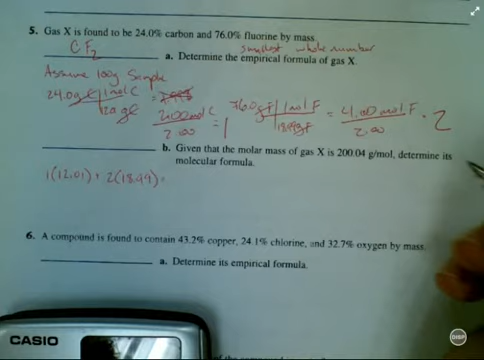 5. Gas X is found to be 24.0% carbon and 76.0% fluorine by mass.
CF2 smallest whole number
a. Determine the empirical formula of gas X.
Assume 100g Sample
24.0g C | 1 mol C = 2.00 mol C = 1 76.0g F | 1 mol F = 4.00 mol F = 2
12.0 g C 2.00 18.99g F 2.00
b. Given that the molar mass of gas X is 200.04 g/mol, determine its
molecular formula.
1(12.01) + 2(18.99) =
6. A compound is found to contain 43.2% copper, 24.1% chlorine, and 32.7% oxygen by mass.
a. Determine its empirical formula.
CASIO
DISP